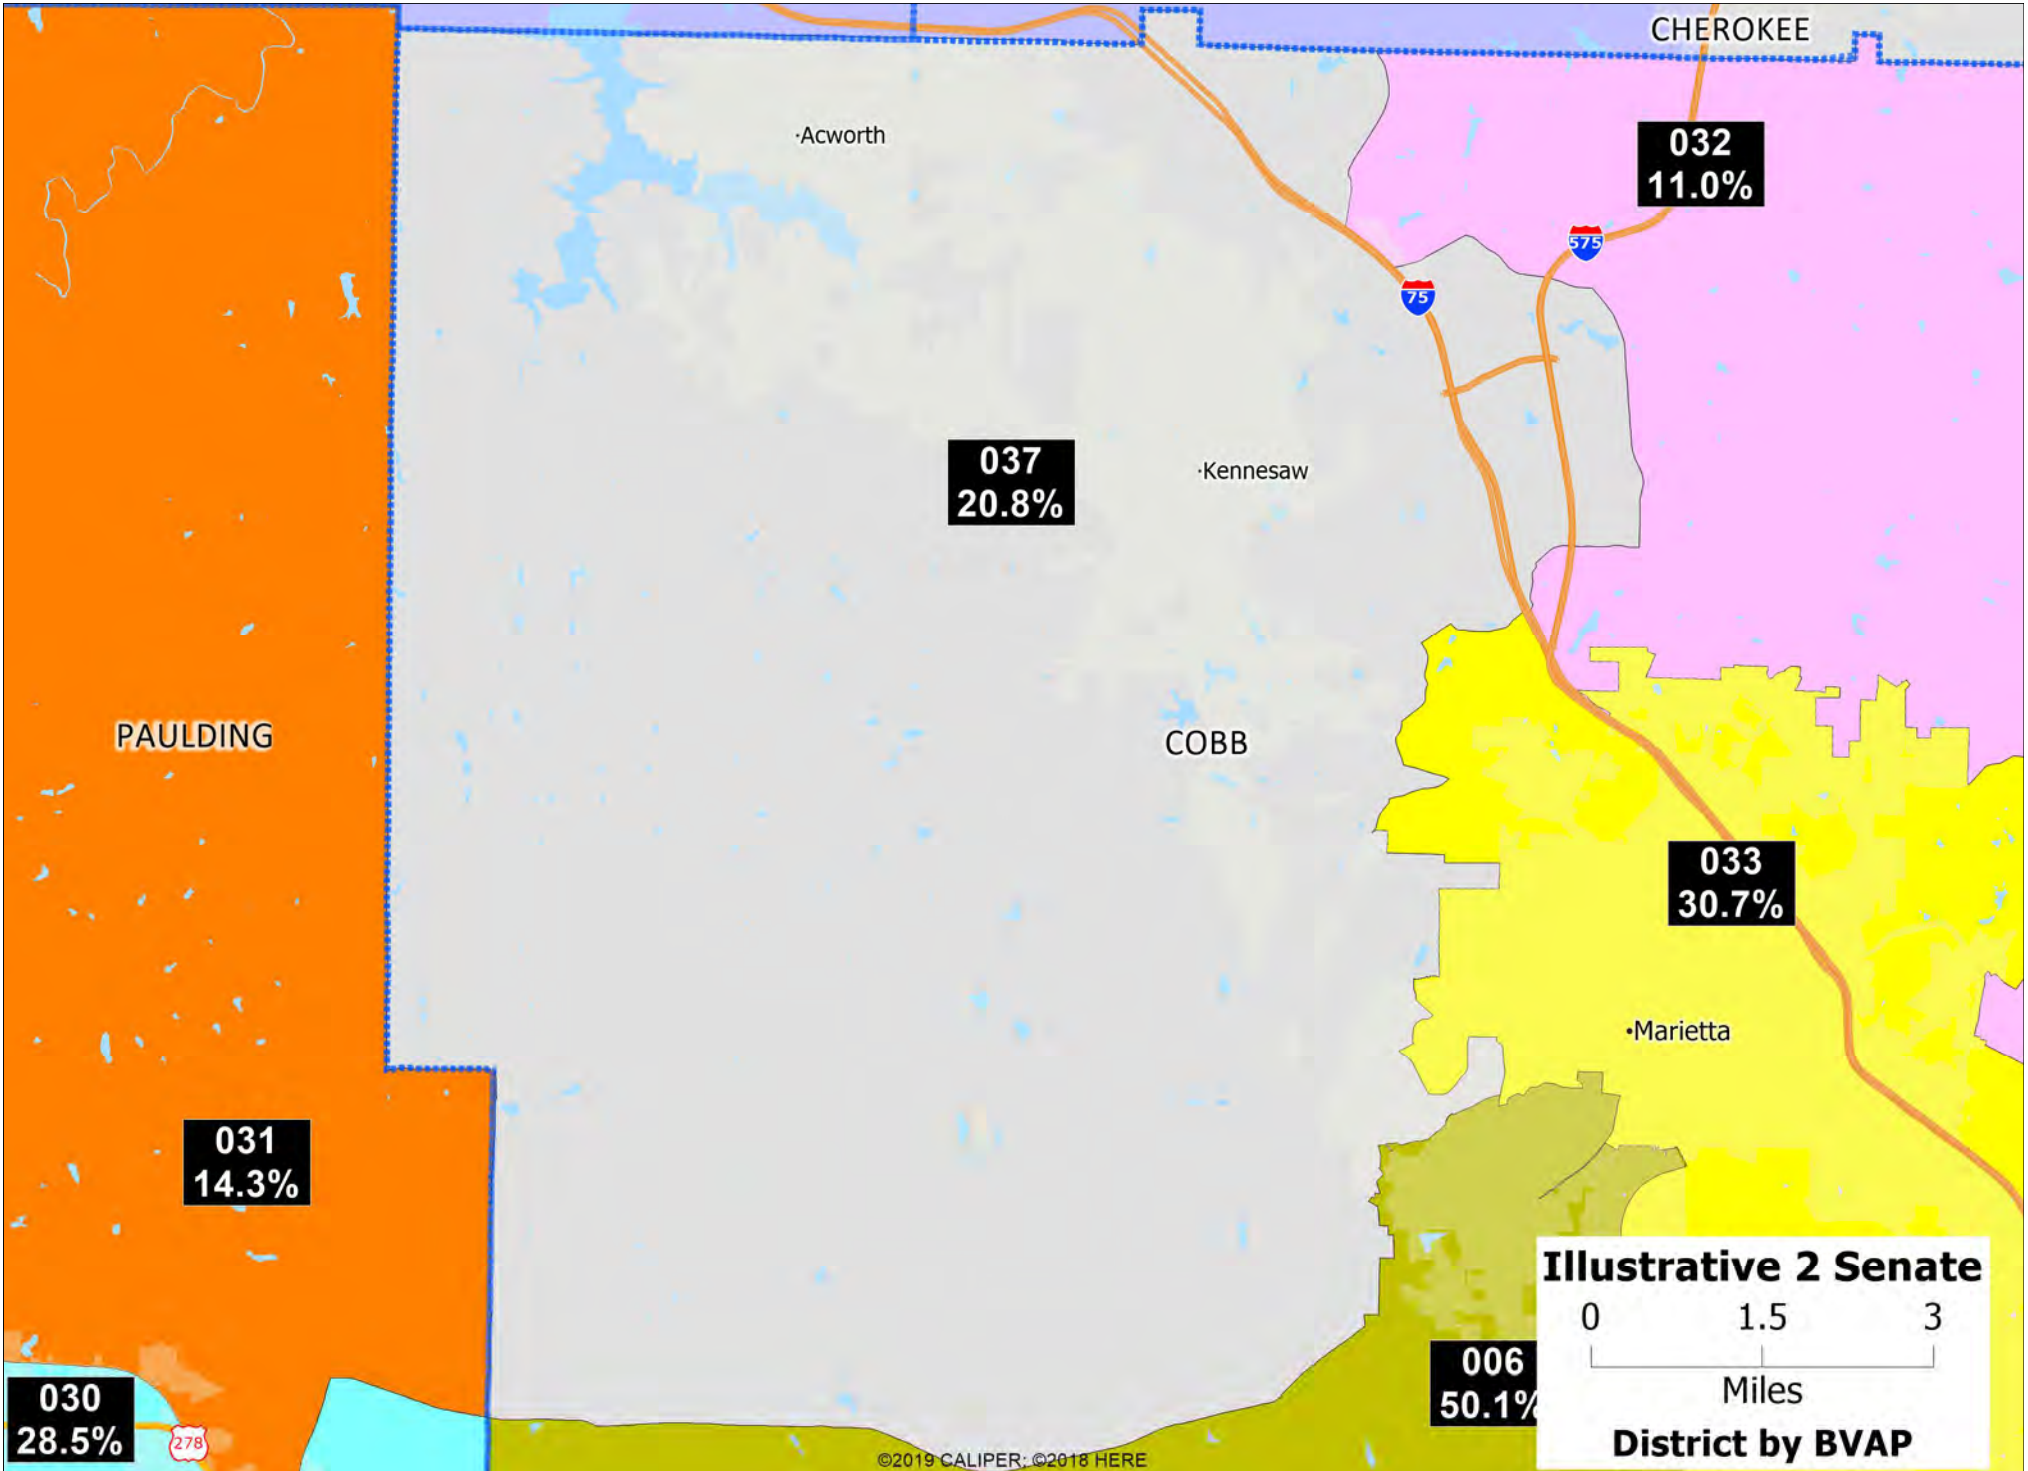 CHEROKEE
Acworth
032
11.0%
575
75
037
20.8%
Kennesaw
PAULDING
COBB
033
30.7%
Marietta
031
14.3%
Illustrative 2 Senate
0 1.5 3
Miles
District by BVAP
006
50.1%
030
28.5%
278
©2019 CALIPER; ©2018 HERE